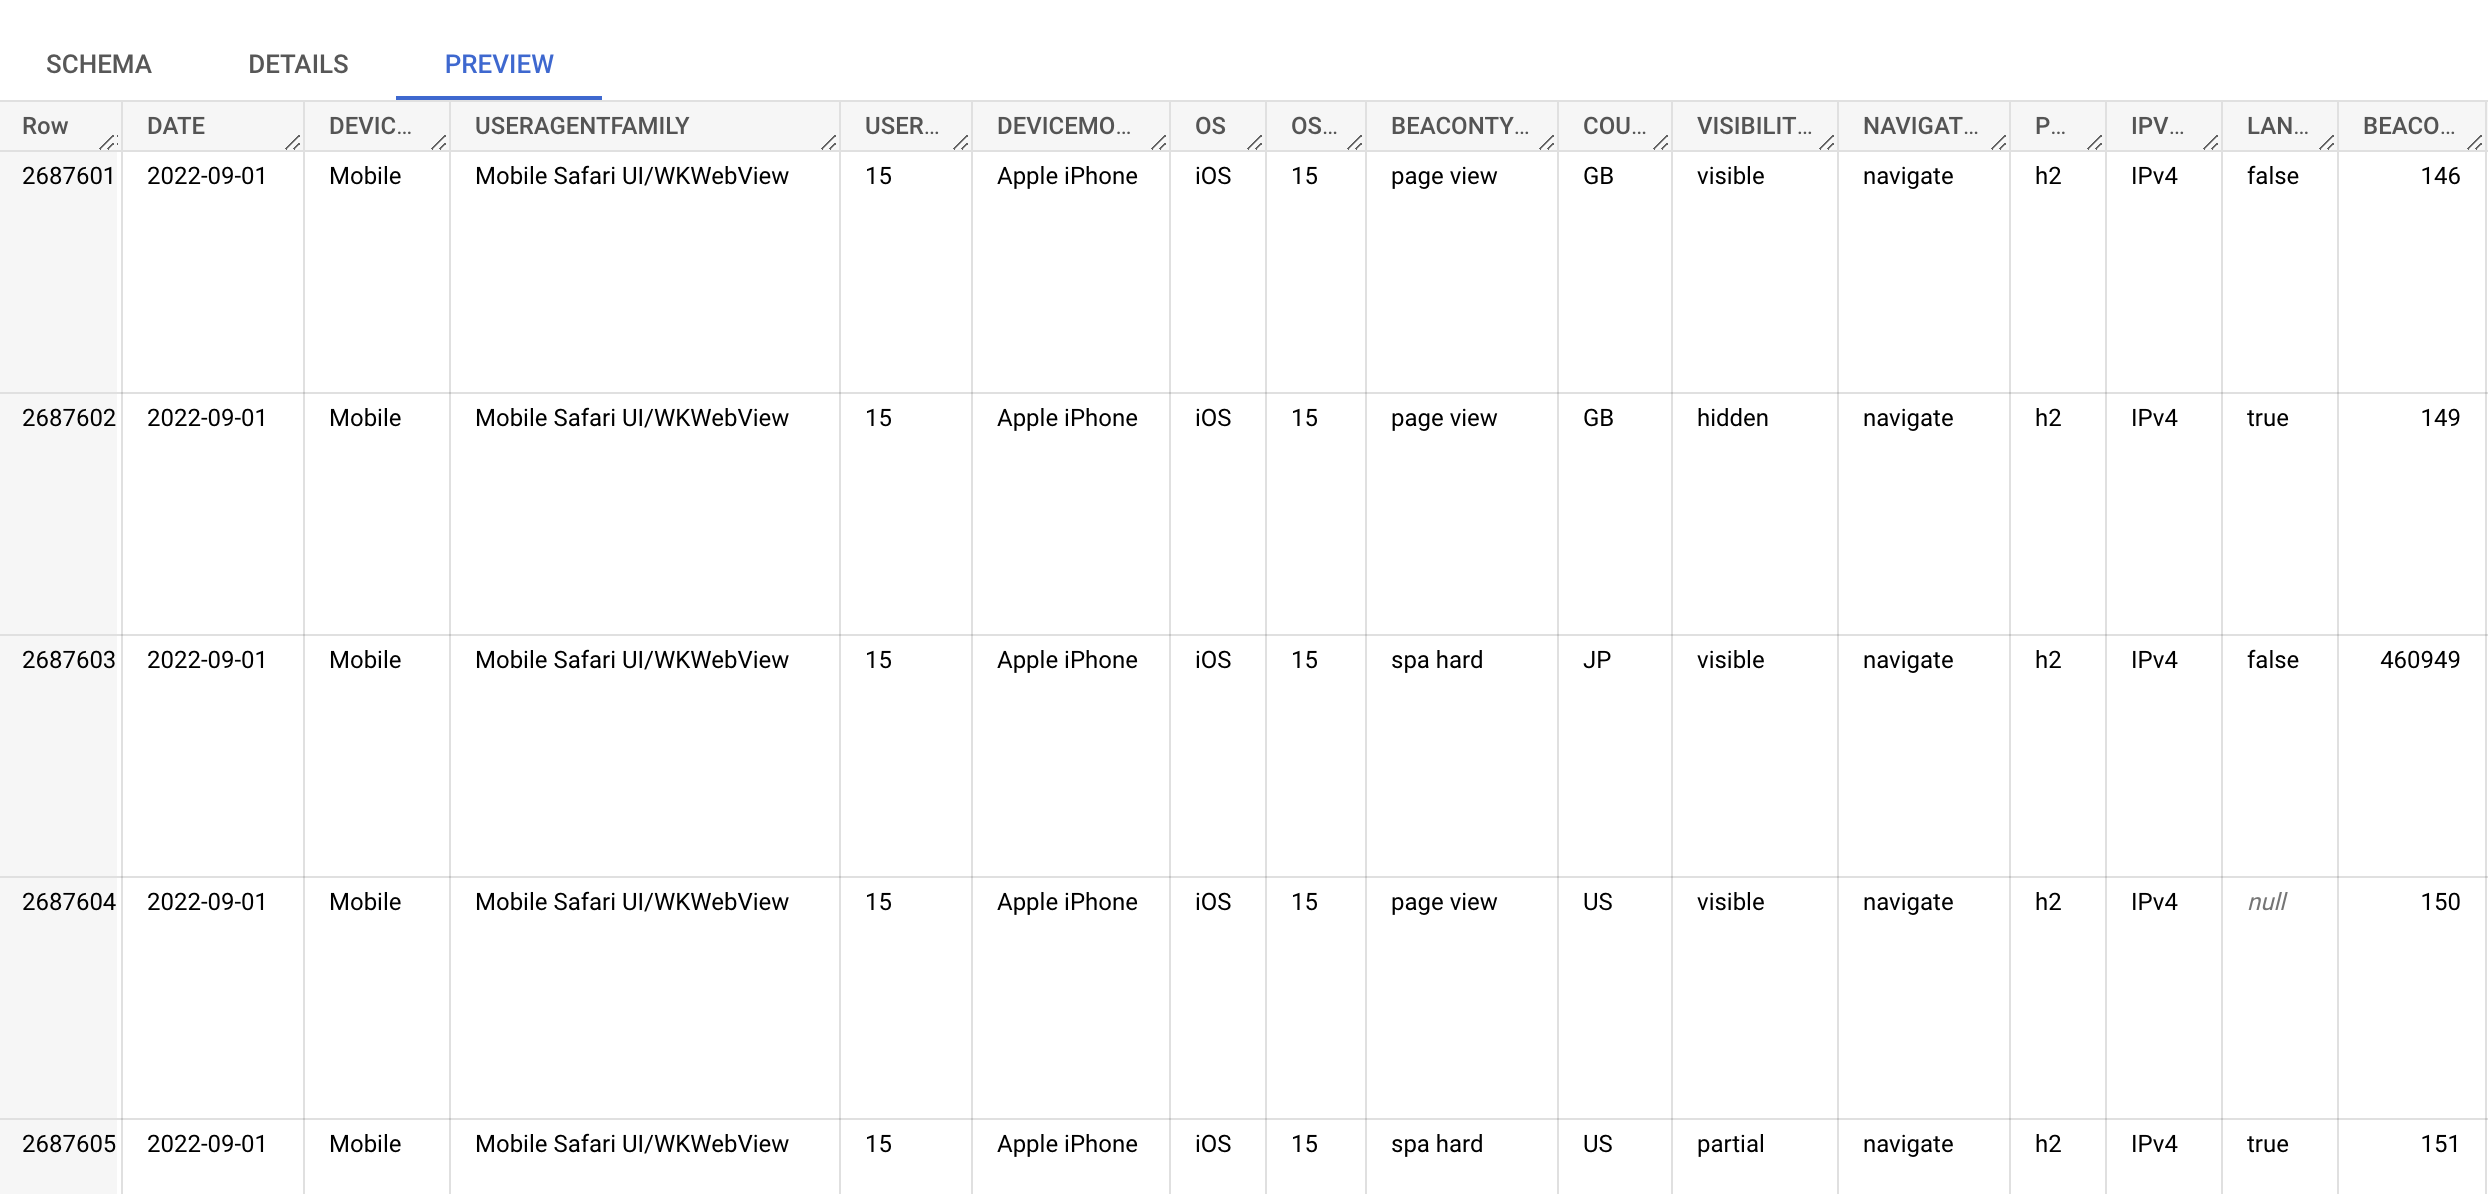 SCHEMA DETAILS PREVIEW
Row DATE DEVIC... USERAGENTFAMILY USER... DEVICEMO... OS OS... BEACONTY... COU... VISIBILIT... NAVIGAT... P... IPV... LAN... BEACO...
2687601 2022-09-01 Mobile Mobile Safari UI/WKWebView 15 Apple iPhone iOS 15 page view GB visible navigate h2 IPv4 false 146
2687602 2022-09-01 Mobile Mobile Safari UI/WKWebView 15 Apple iPhone iOS 15 page view GB hidden navigate h2 IPv4 true 149
2687603 2022-09-01 Mobile Mobile Safari UI/WKWebView 15 Apple iPhone iOS 15 spa hard JP visible navigate h2 IPv4 false 460949
2687604 2022-09-01 Mobile Mobile Safari UI/WKWebView 15 Apple iPhone iOS 15 page view US visible navigate h2 IPv4 null 150
2687605 2022-09-01 Mobile Mobile Safari UI/WKWebView 15 Apple iPhone iOS 15 spa hard US partial navigate h2 IPv4 true 151